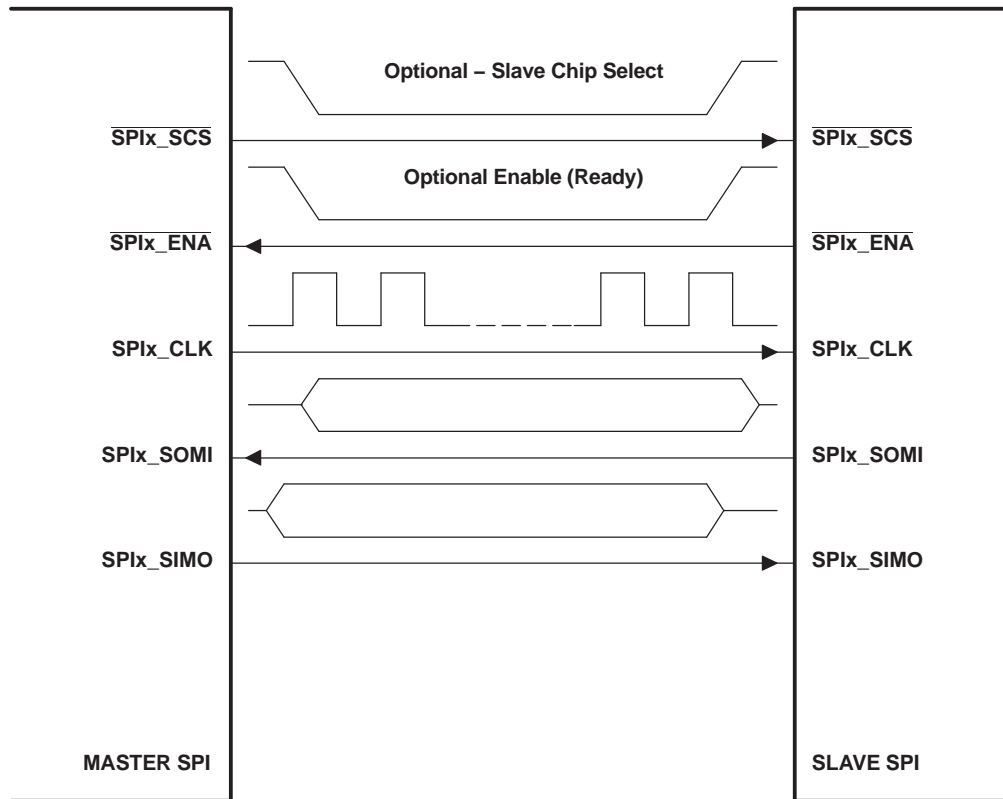 Optional – Slave Chip Select
SPIx_SCS SPIx_SCS
Optional Enable (Ready)
SPIx_ENA SPIx_ENA
SPIx_CLK SPIx_CLK
SPIx_SOMI SPIx_SOMI
SPIx_SIMO SPIx_SIMO
MASTER SPI SLAVE SPI